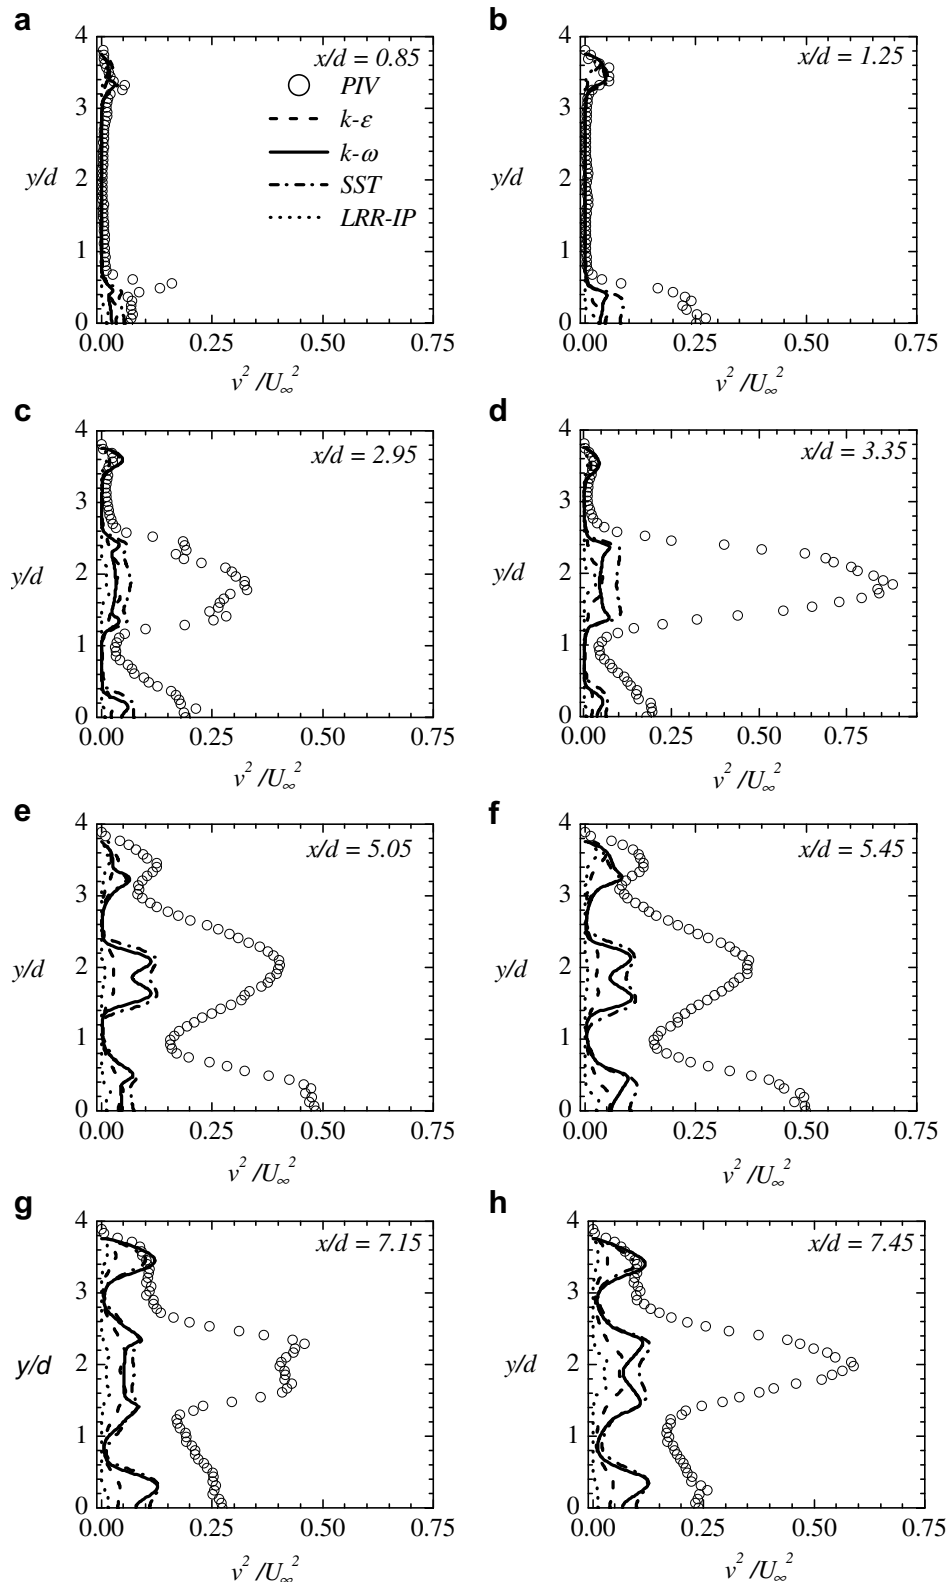 a
x/d = 0.85
PIV
k-ε
k-ω
SST
LRR-IP
4
3
y/d
2
1
0
0.00 0.25 0.50 0.75
v² /U∞²
b
x/d = 1.25
4
3
y/d
2
1
0
0.00 0.25 0.50 0.75
v² /U∞²
c
x/d = 2.95
4
3
y/d
2
1
0
0.00 0.25 0.50 0.75
v² /U∞²
d
x/d = 3.35
4
3
y/d
2
1
0
0.00 0.25 0.50 0.75
v² /U∞²
e
x/d = 5.05
4
3
y/d
2
1
0
0.00 0.25 0.50 0.75
v² /U∞²
f
x/d = 5.45
4
3
y/d
2
1
0
0.00 0.25 0.50 0.75
v² /U∞²
g
x/d = 7.15
4
3
y/d
2
1
0
0.00 0.25 0.50 0.75
v² /U∞²
h
x/d = 7.45
4
3
y/d
2
1
0
0.00 0.25 0.50 0.75
v² /U∞²